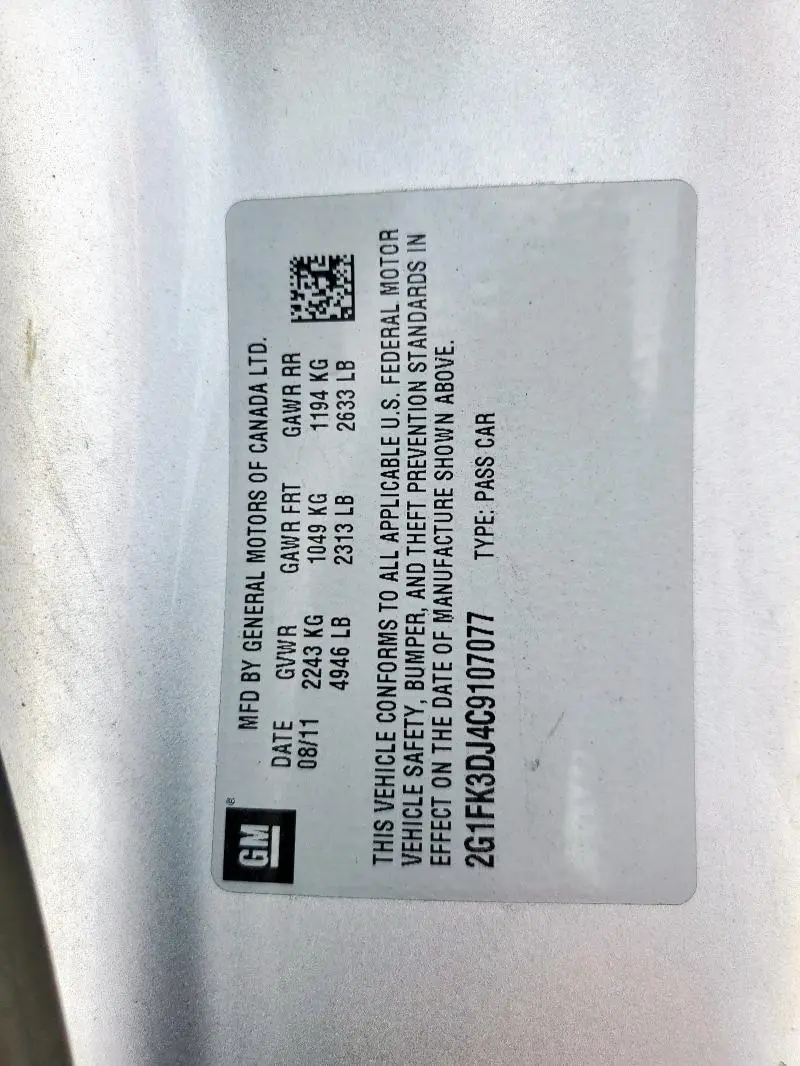 GM®
MFD BY GENERAL MOTORS OF CANADA LTD.
DATE GVWR GAWR FRT GAWR RR
08/11 2243 KG 1049 KG 1194 KG
4946 LB 2313 LB 2633 LB
THIS VEHICLE CONFORMS TO ALL APPLICABLE U.S. FEDERAL MOTOR
VEHICLE SAFETY, BUMPER, AND THEFT PREVENTION STANDARDS IN
EFFECT ON THE DATE OF MANUFACTURE SHOWN ABOVE.
2G1FK3DJ4C9107077 TYPE: PASS CAR